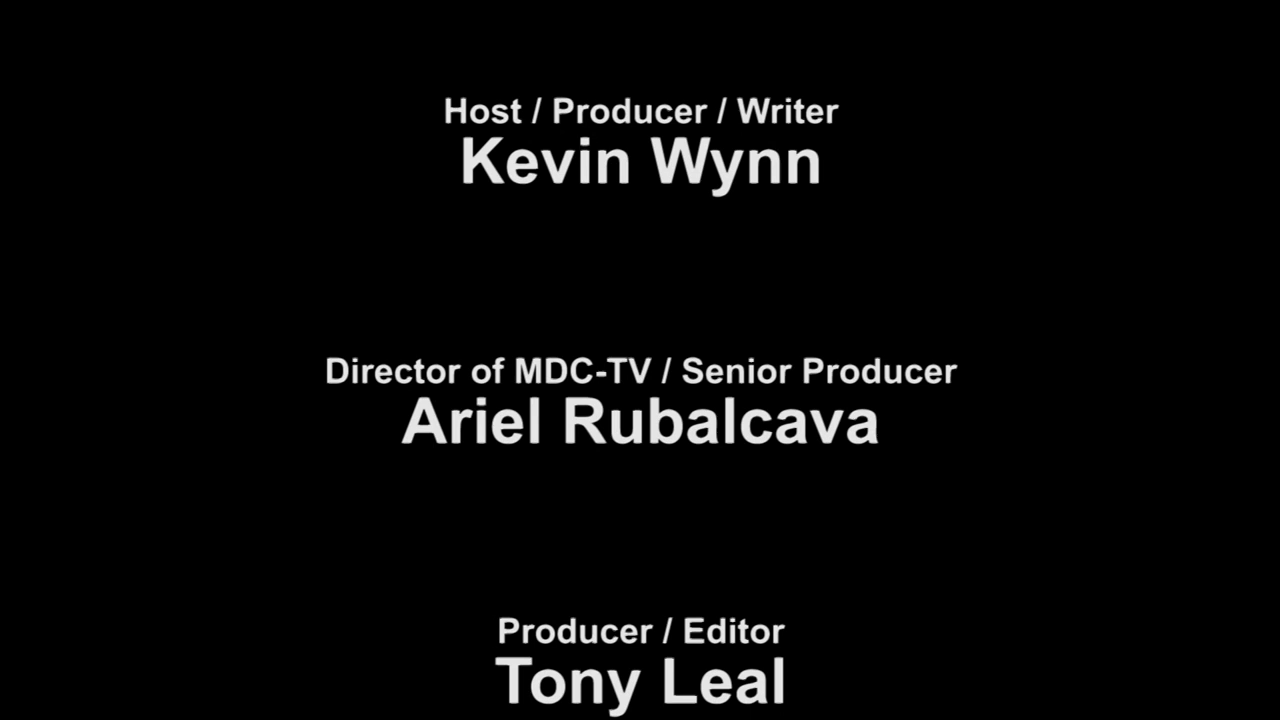 Host / Producer / Writer
Kevin Wynn
Director of MDC-TV / Senior Producer
Ariel Rubalcava
Producer / Editor
Tony Leal